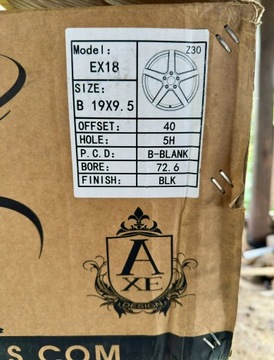 Model: Z30
EX18
SIZE:
B 19X9.5
OFFSET: 40
HOLE: 5H
P.C.D: B-BLANK
BORE: 72.6
FINISH: BLK
A
XE
DESIGN
S.COM